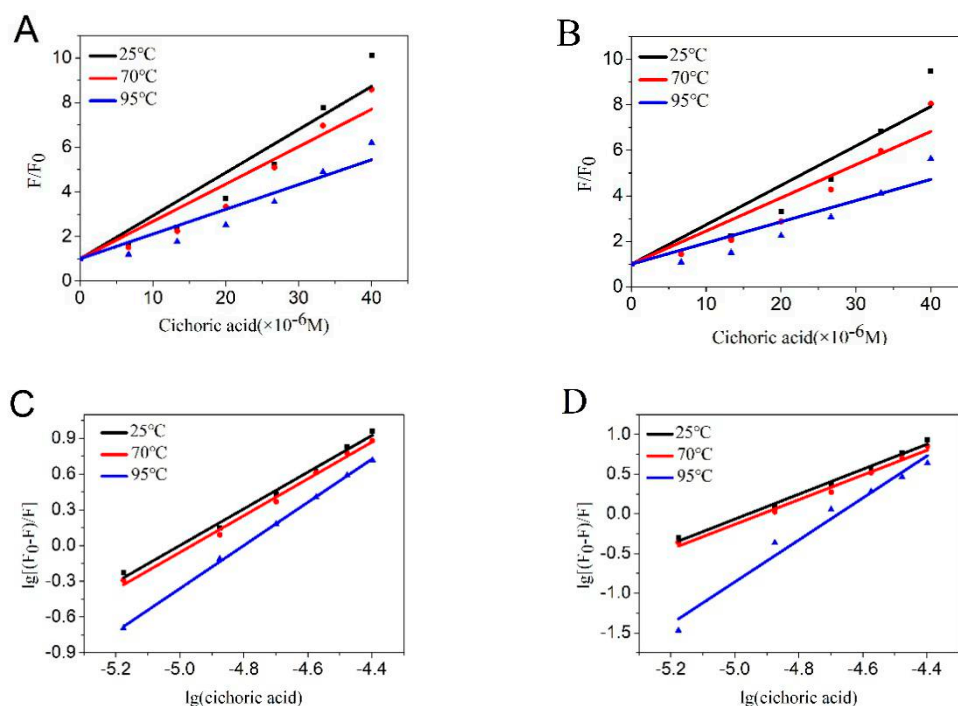 A
25℃
70℃
95℃
10
8
6
4
2
0
F/F0
0 10 20 30 40
Cichoric acid(×10-6M)
B
25℃
70℃
95℃
10
8
6
4
2
0
F/F0
0 10 20 30 40
Cichoric acid(×10-6M)
C
25℃
70℃
95℃
0.9
0.6
0.3
0.0
-0.3
-0.6
-0.9
lg[(F0-F)/F]
-5.2 -5.0 -4.8 -4.6 -4.4
lg(cichoric acid)
D
25℃
70℃
95℃
1.0
0.5
0.0
-0.5
-1.0
-1.5
lg[(F0-F)/F]
-5.2 -5.0 -4.8 -4.6 -4.4
lg(cichoric acid)